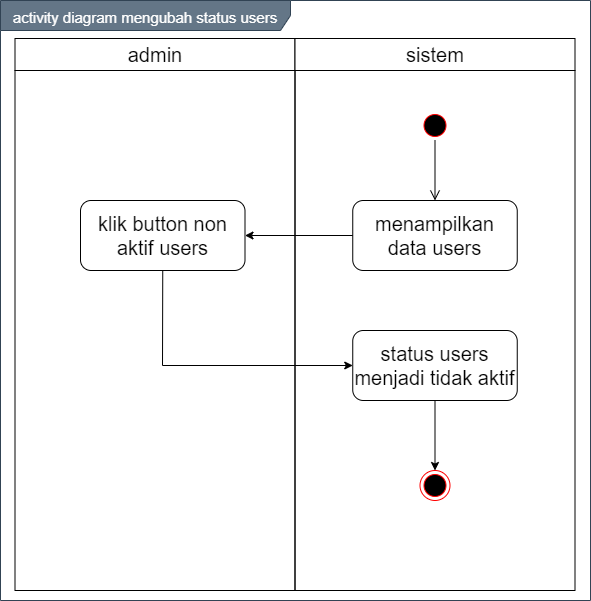 activity diagram mengubah status users
admin
sistem
klik button non
aktif users
menampilkan
data users
status users
menjadi tidak aktif